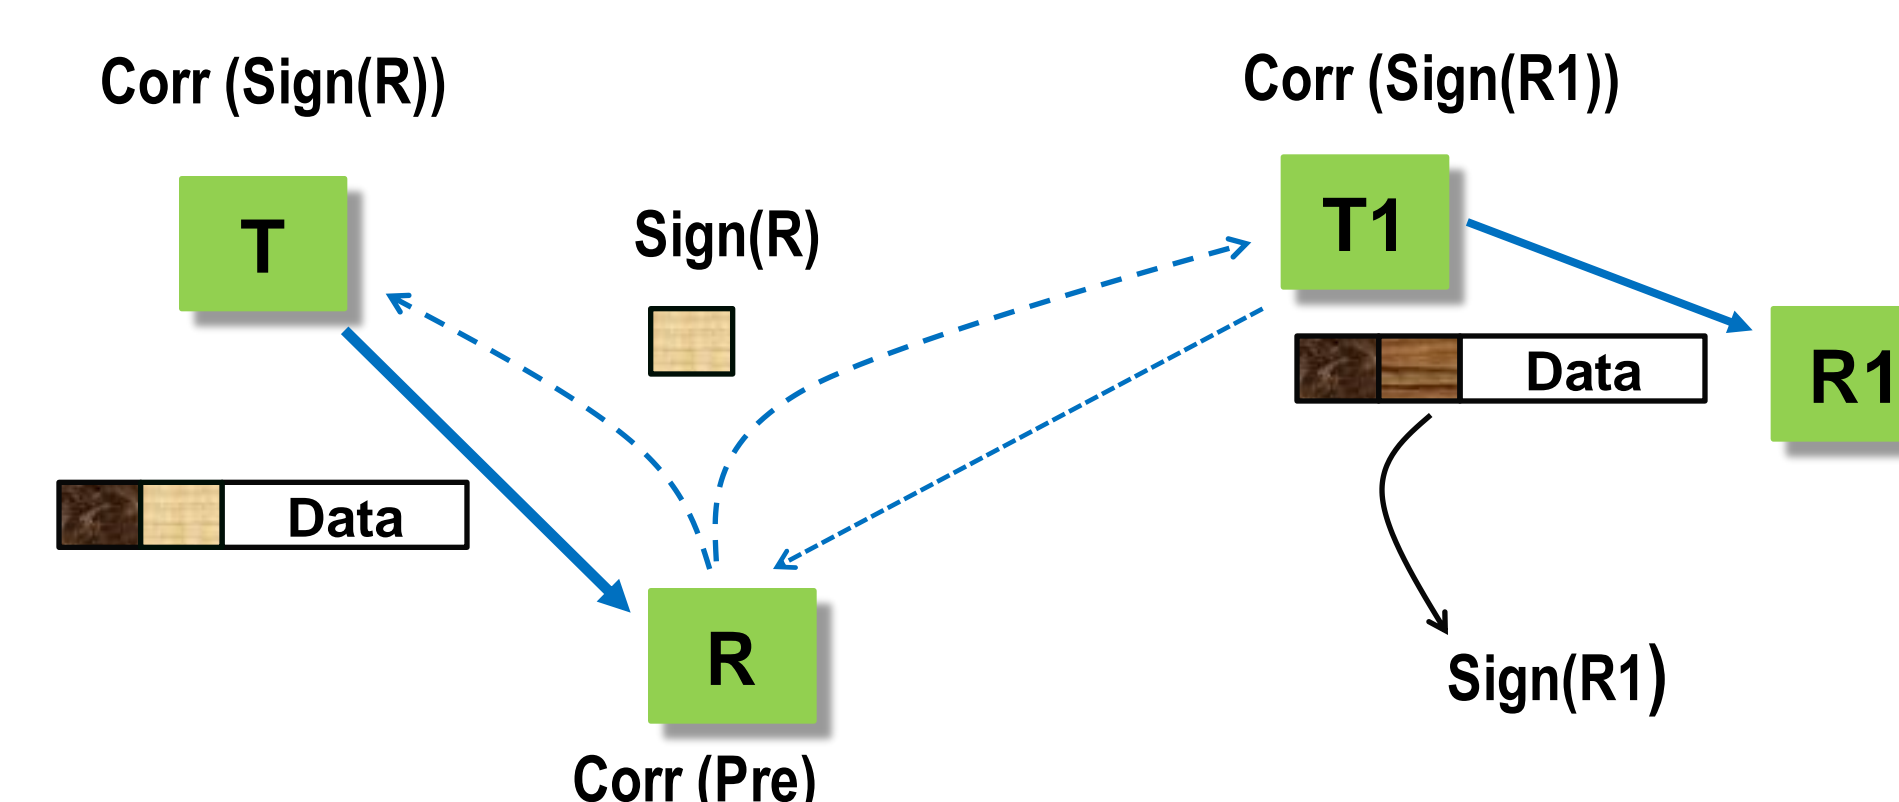 Corr (Sign(R))
Corr (Sign(R1))
T
T1
Sign(R)
Data
R1
Data
R
Sign(R1)
Corr (Pre)